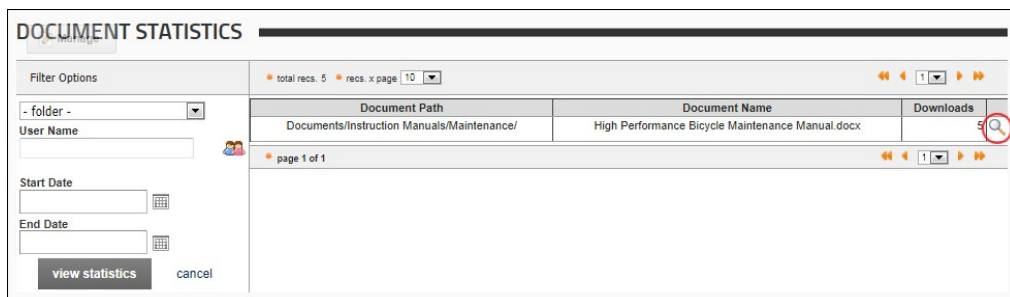 DOCUMENT STATISTICS
Manage
Filter Options
- folder -
User Name
Start Date
End Date
view statistics cancel
total recs. 5 recs. x page 10 1
Document Path Document Name Downloads
Documents/Instruction Manuals/Maintenance/ High Performance Bicycle Maintenance Manual.docx 5
page 1 of 1 1